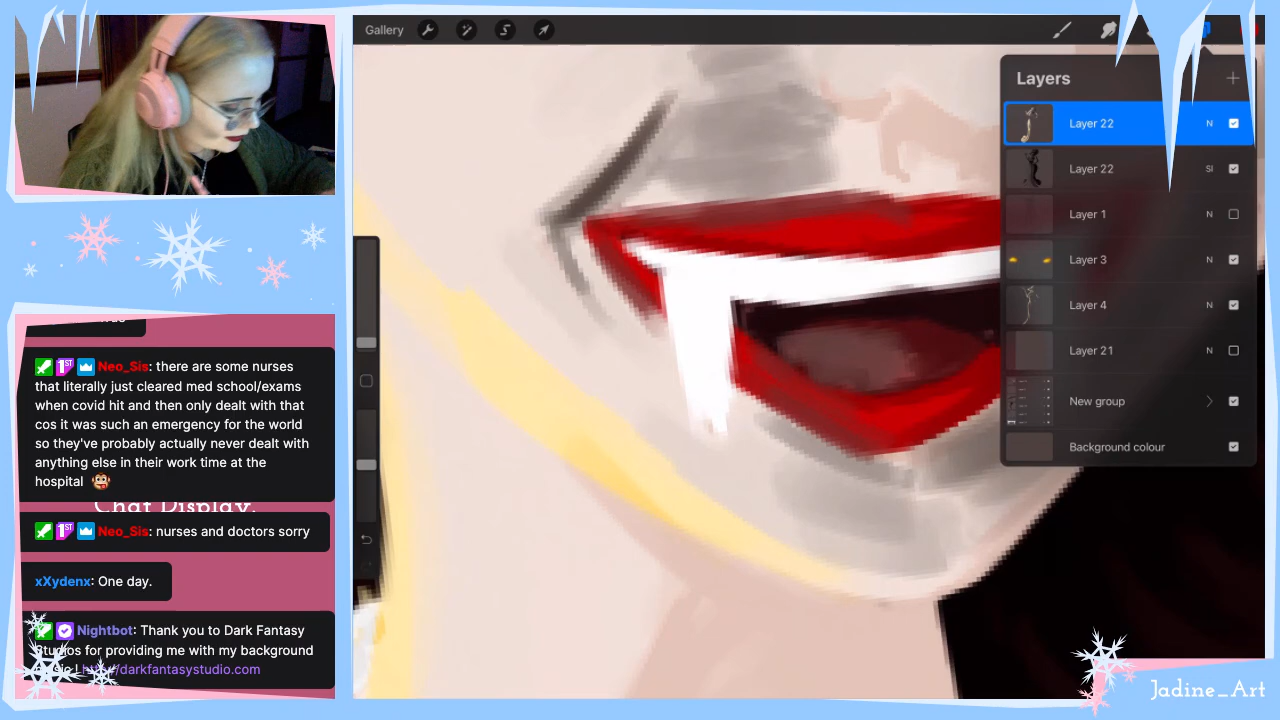 Gallery
Layers
Layer 22 N
Layer 22 SI
Layer 1 N
Layer 3 N
Layer 4 N
Layer 21 N
New group
Background colour
Neo_Sis: there are some nurses
that literally just cleared med school/exams
when covid hit and then only dealt with that
cos it was such an emergency for the world
so they've probably actually never dealt with
anything else in their work time at the
hospital
Chat Display.
Neo_Sis: nurses and doctors sorry
xXydenx: One day.
Nightbot: Thank you to Dark Fantasy
Studios for providing me with my background
Jadine_Art